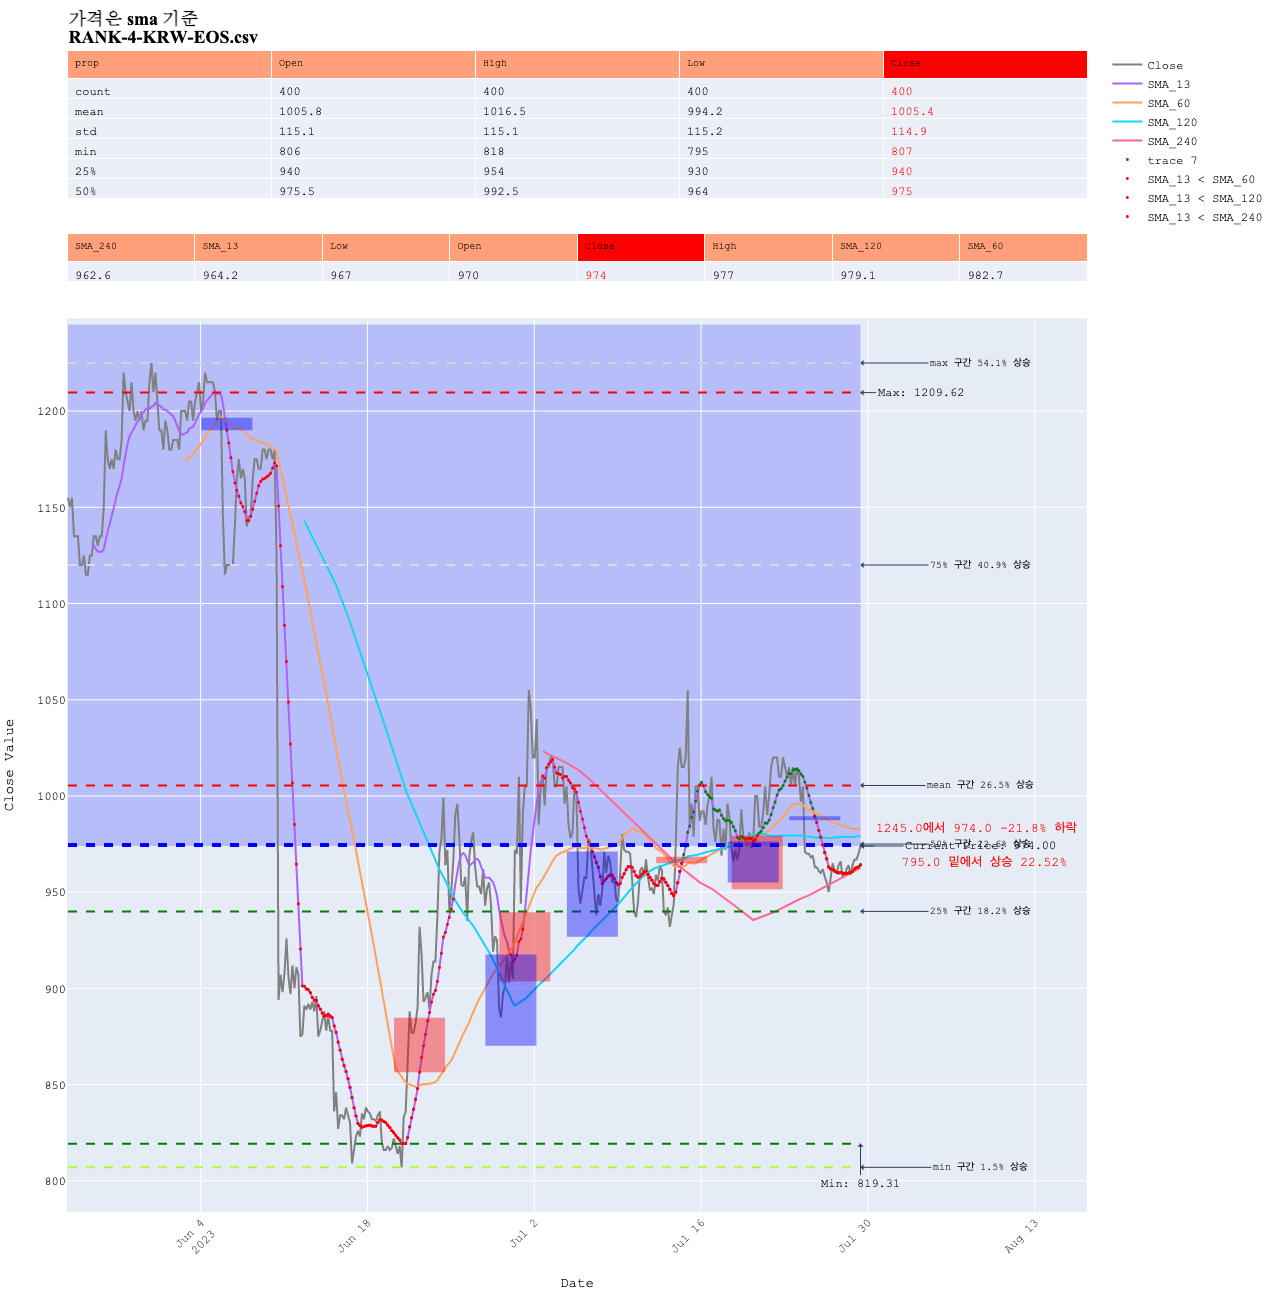 가격은 sma 기준
RANK-4-KRW-EOS.csv
prop Open High Low Close
count 400 400 400 400
mean 1005.8 1016.5 994.2 1005.4
std 115.1 115.1 115.2 114.9
min 806 818 795 807
25% 940 954 930 940
50% 975.5 992.5 964 975
SMA_240 SMA_13 Low Open Close High SMA_120 SMA_60
962.6 964.2 967 970 974 977 979.1 982.7
Close
SMA_13
SMA_60
SMA_120
SMA_240
trace 7
SMA_13 < SMA_60
SMA_13 < SMA_120
SMA_13 < SMA_240
max 구간 54.1% 상승
Max: 1209.62
75% 구간 40.9% 상승
mean 구간 26.5% 상승
1245.0에서 974.0 -21.8% 하락
50% 구간 22.6% 상승
Current Price: 974.00
795.0 밑에서 상승 22.52%
25% 구간 18.2% 상승
min 구간 1.5% 상승
Min: 819.31
1200
1150
1100
1050
1000
950
900
850
800
Close Value
Jun 4
2023
Jun 18
Jul 2
Jul 16
Jul 30
Aug 13
Date